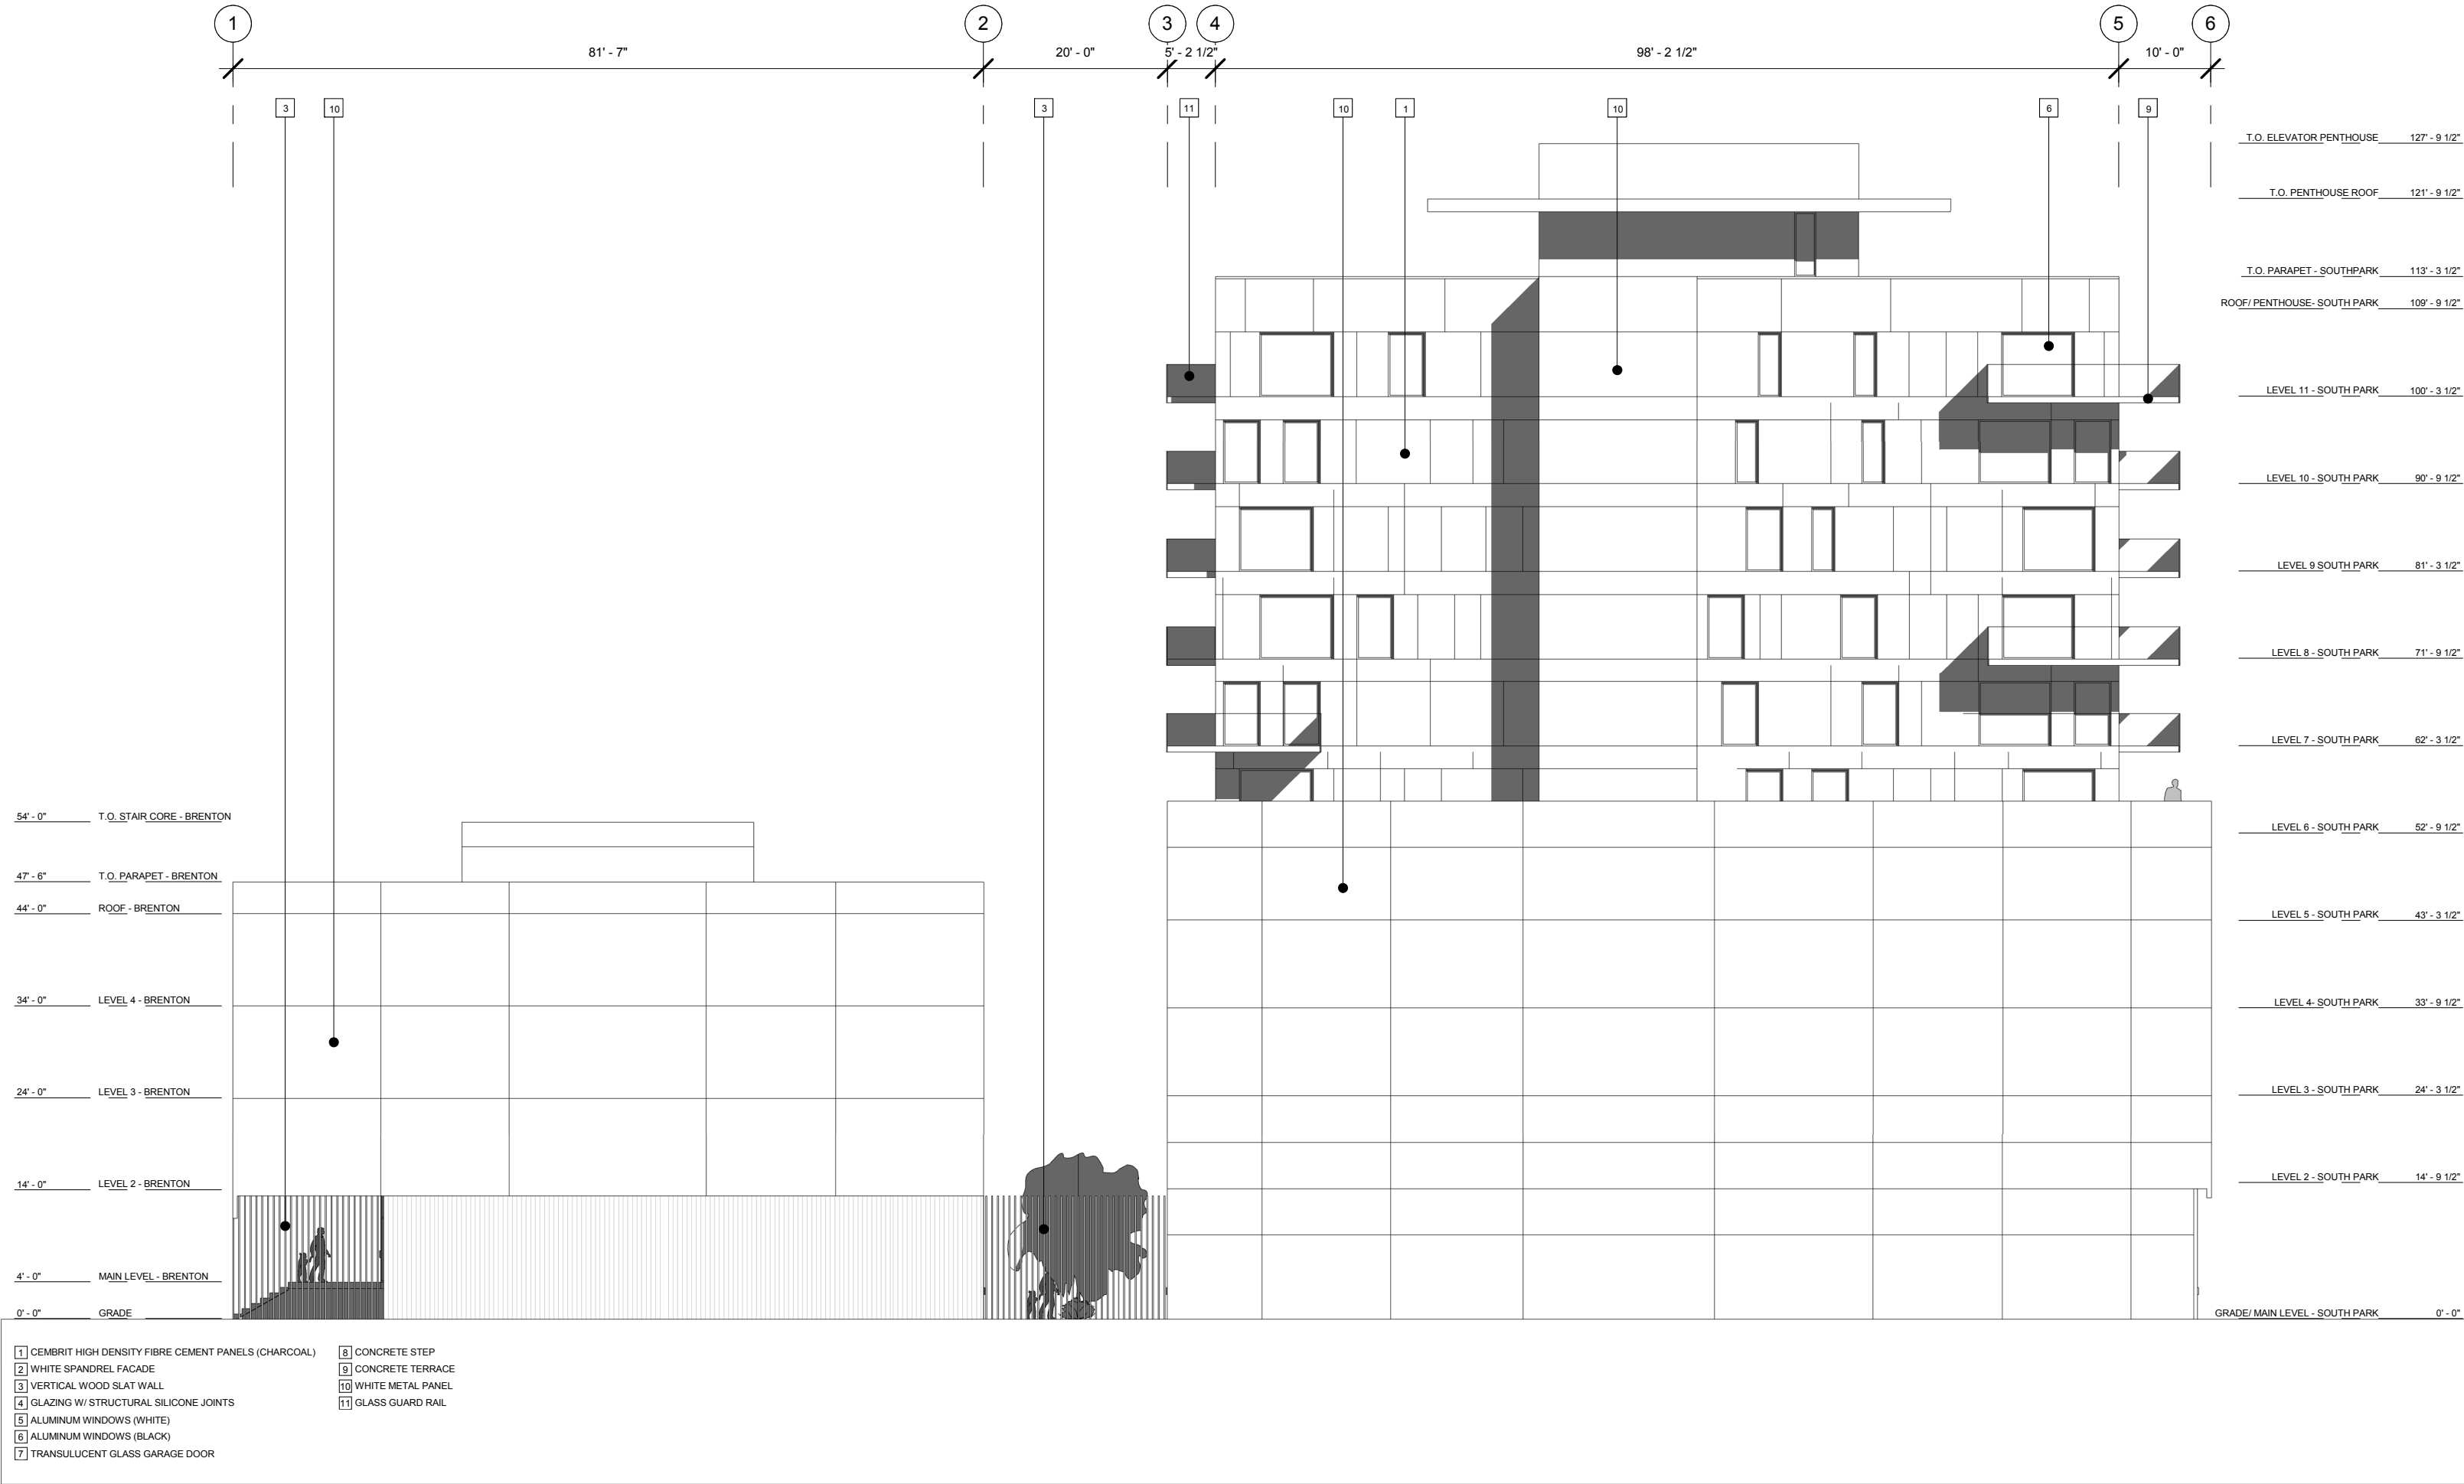 1 2 3 4 5 6
81' - 7" 20' - 0" 5' - 2 1/2" 98' - 2 1/2" 10' - 0"
3 10 3 11 10 1 10 6 9
T.O. ELEVATOR PENTHOUSE 127' - 9 1/2"
T.O. PENTHOUSE ROOF 121' - 9 1/2"
T.O. PARAPET - SOUTHPARK 113' - 3 1/2"
ROOF/ PENTHOUSE- SOUTH PARK 109' - 9 1/2"
LEVEL 11 - SOUTH PARK 100' - 3 1/2"
LEVEL 10 - SOUTH PARK 90' - 9 1/2"
LEVEL 9 SOUTH PARK 81' - 3 1/2"
LEVEL 8 - SOUTH PARK 71' - 9 1/2"
LEVEL 7 - SOUTH PARK 62' - 3 1/2"
LEVEL 6 - SOUTH PARK 52' - 9 1/2"
LEVEL 5 - SOUTH PARK 43' - 3 1/2"
LEVEL 4- SOUTH PARK 33' - 9 1/2"
LEVEL 3 - SOUTH PARK 24' - 3 1/2"
LEVEL 2 - SOUTH PARK 14' - 9 1/2"
GRADE/ MAIN LEVEL - SOUTH PARK 0' - 0"
54' - 0" T.O. STAIR CORE - BRENTON
47' - 6" T.O. PARAPET - BRENTON
44' - 0" ROOF - BRENTON
34' - 0" LEVEL 4 - BRENTON
24' - 0" LEVEL 3 - BRENTON
14' - 0" LEVEL 2 - BRENTON
4' - 0" MAIN LEVEL - BRENTON
0' - 0" GRADE
1 CEMBRIT HIGH DENSITY FIBRE CEMENT PANELS (CHARCOAL)
2 WHITE SPANDREL FACADE
3 VERTICAL WOOD SLAT WALL
4 GLAZING W/ STRUCTURAL SILICONE JOINTS
5 ALUMINUM WINDOWS (WHITE)
6 ALUMINUM WINDOWS (BLACK)
7 TRANSULUCENT GLASS GARAGE DOOR
8 CONCRETE STEP
9 CONCRETE TERRACE
10 WHITE METAL PANEL
11 GLASS GUARD RAIL